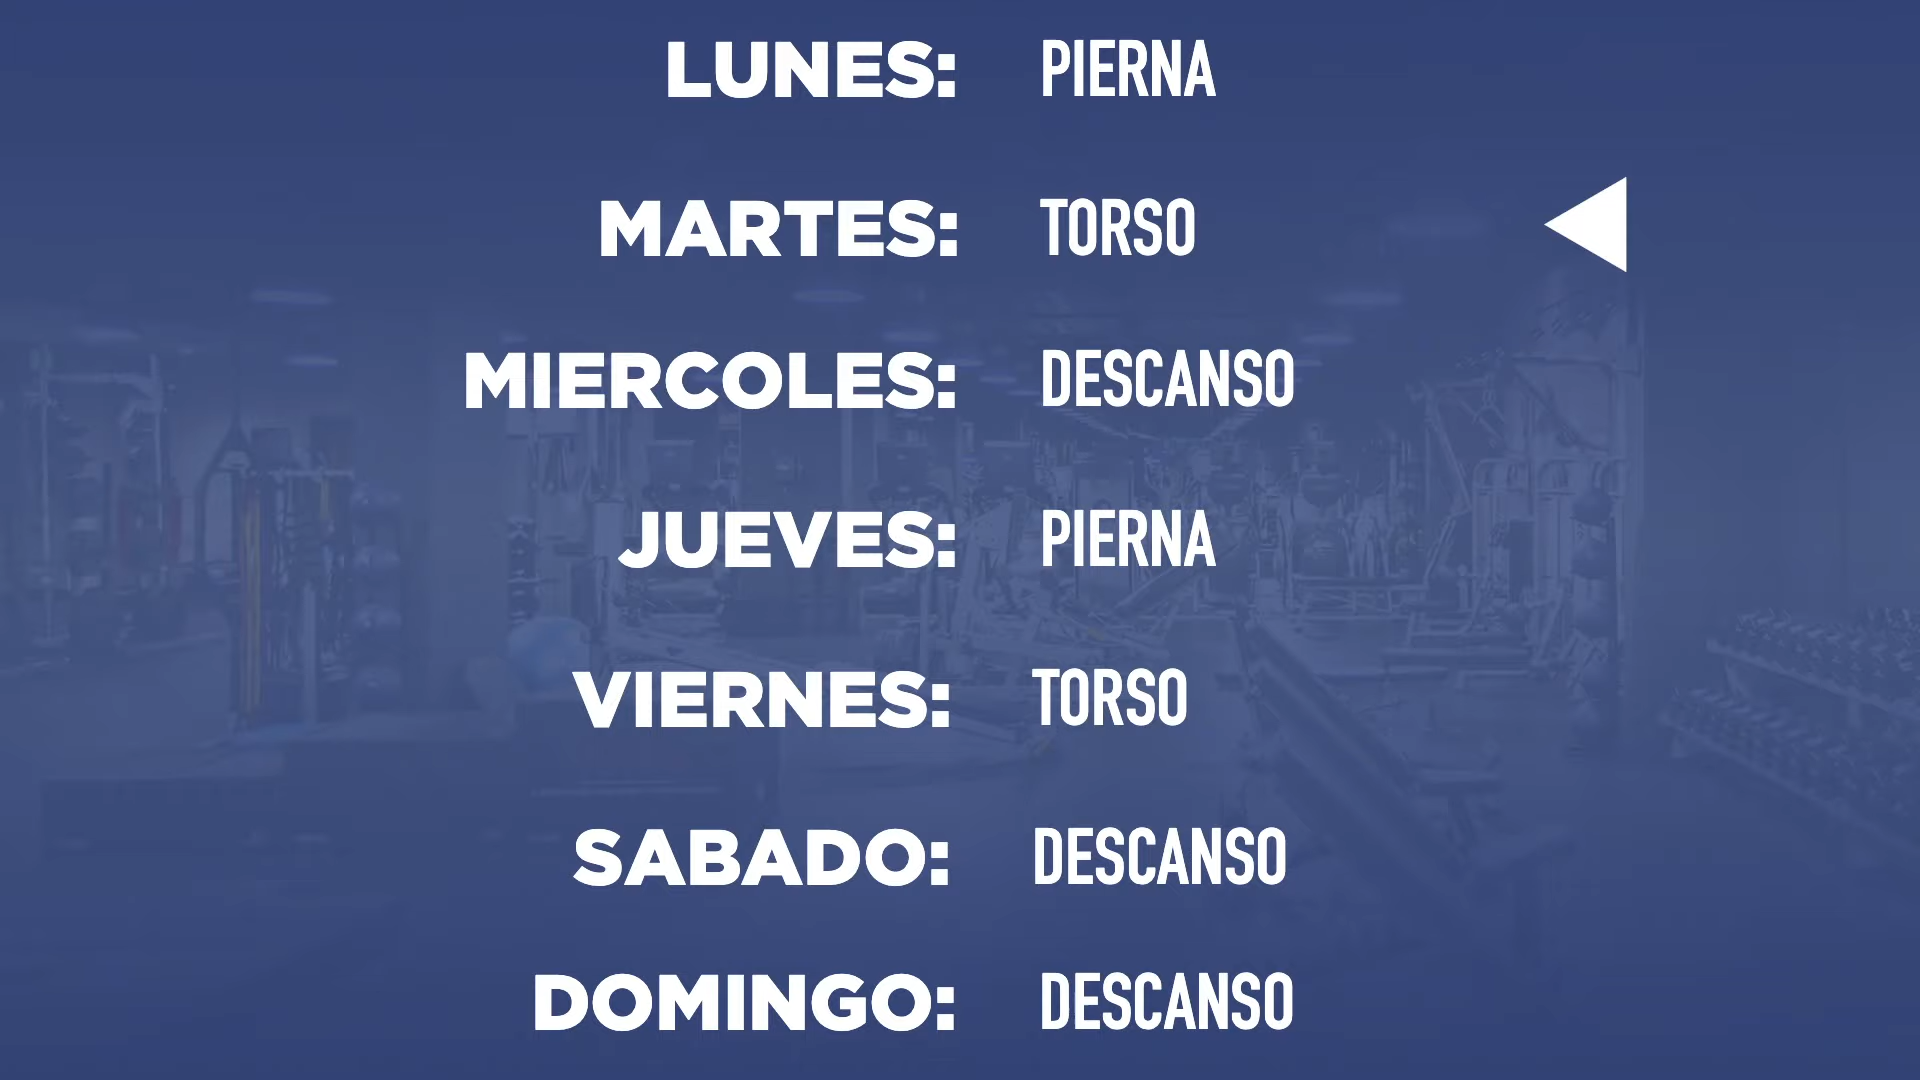 LUNES: PIERNA
MARTES: TORSO
MIERCOLES: DESCANSO
JUEVES: PIERNA
VIERNES: TORSO
SABADO: DESCANSO
DOMINGO: DESCANSO